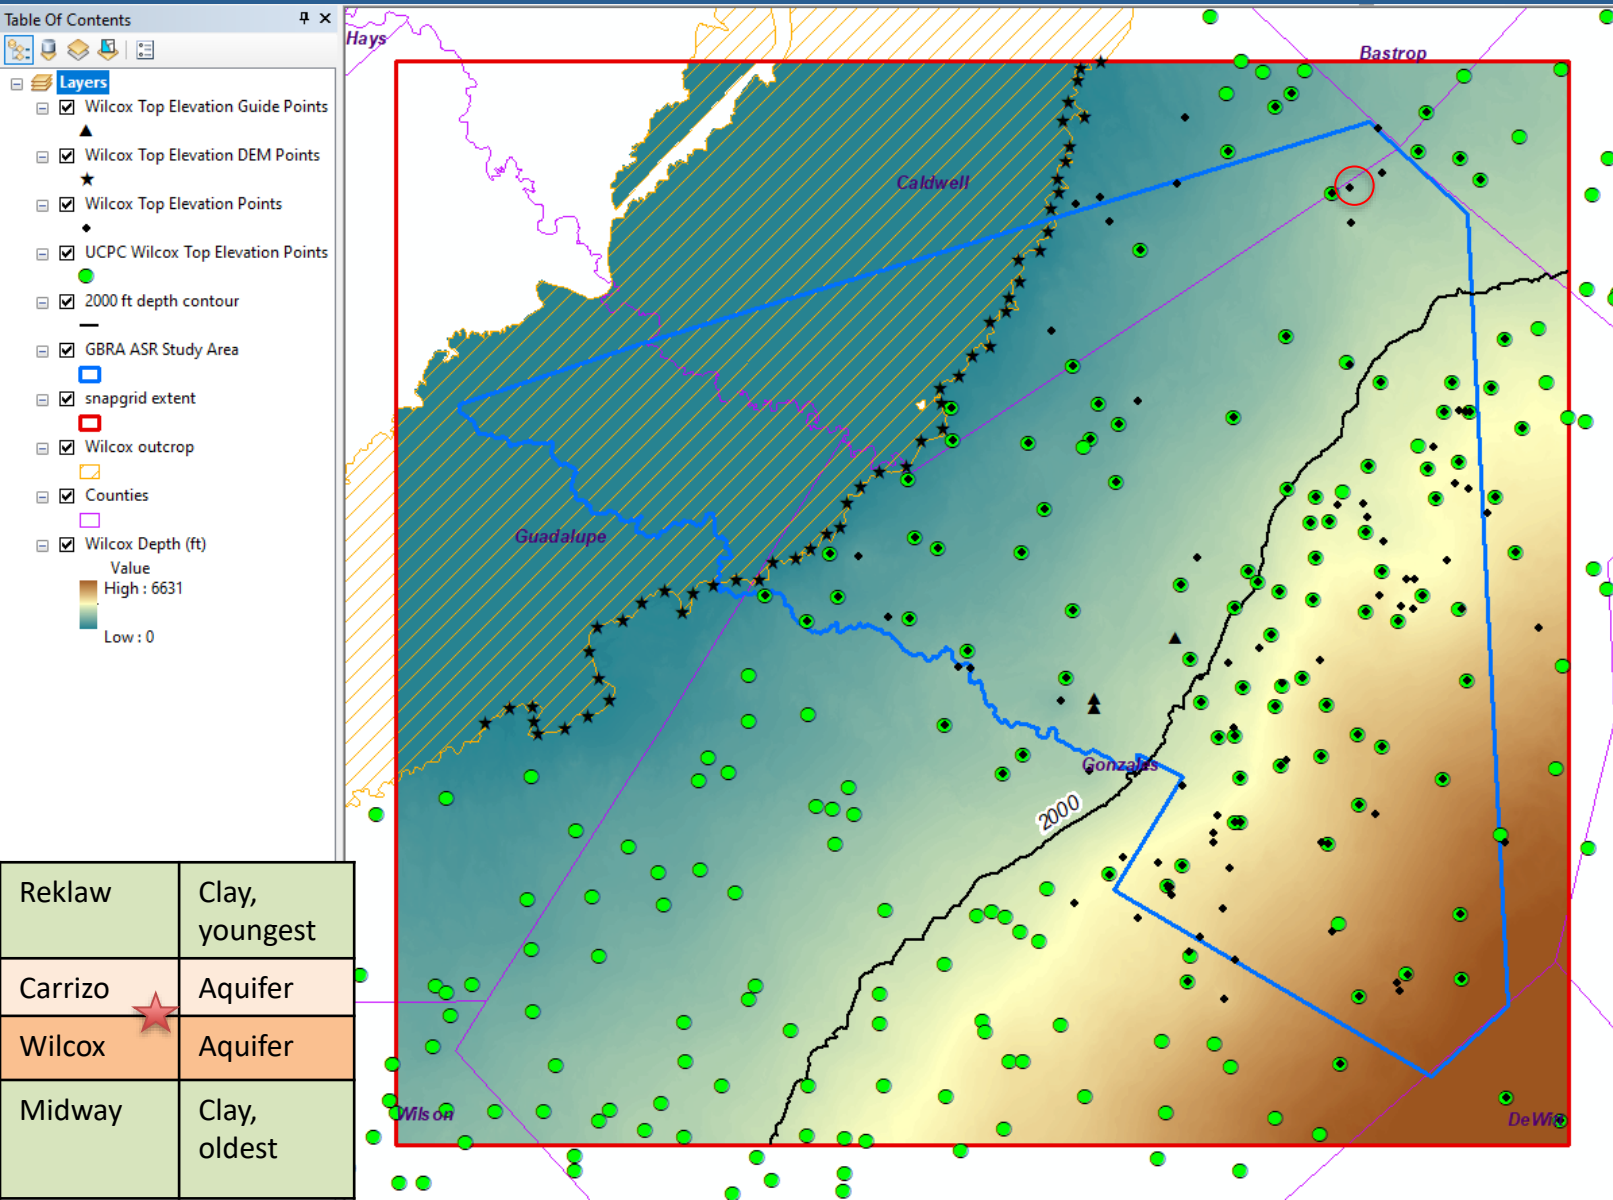 Table Of Contents
Layers
Wilcox Top Elevation Guide Points
Wilcox Top Elevation DEM Points
Wilcox Top Elevation Points
UCPC Wilcox Top Elevation Points
2000 ft depth contour
GBRA ASR Study Area
snapgrid extent
Wilcox outcrop
Counties
Wilcox Depth (ft)
Value
High : 6631
Low : 0
Reklaw
Clay,
youngest
Carrizo
Aquifer
Wilcox
Aquifer
Midway
Clay,
oldest
Hays
Bastrop
Caldwell
Guadalupe
Gonzales
2000
Wilson
DeWitt